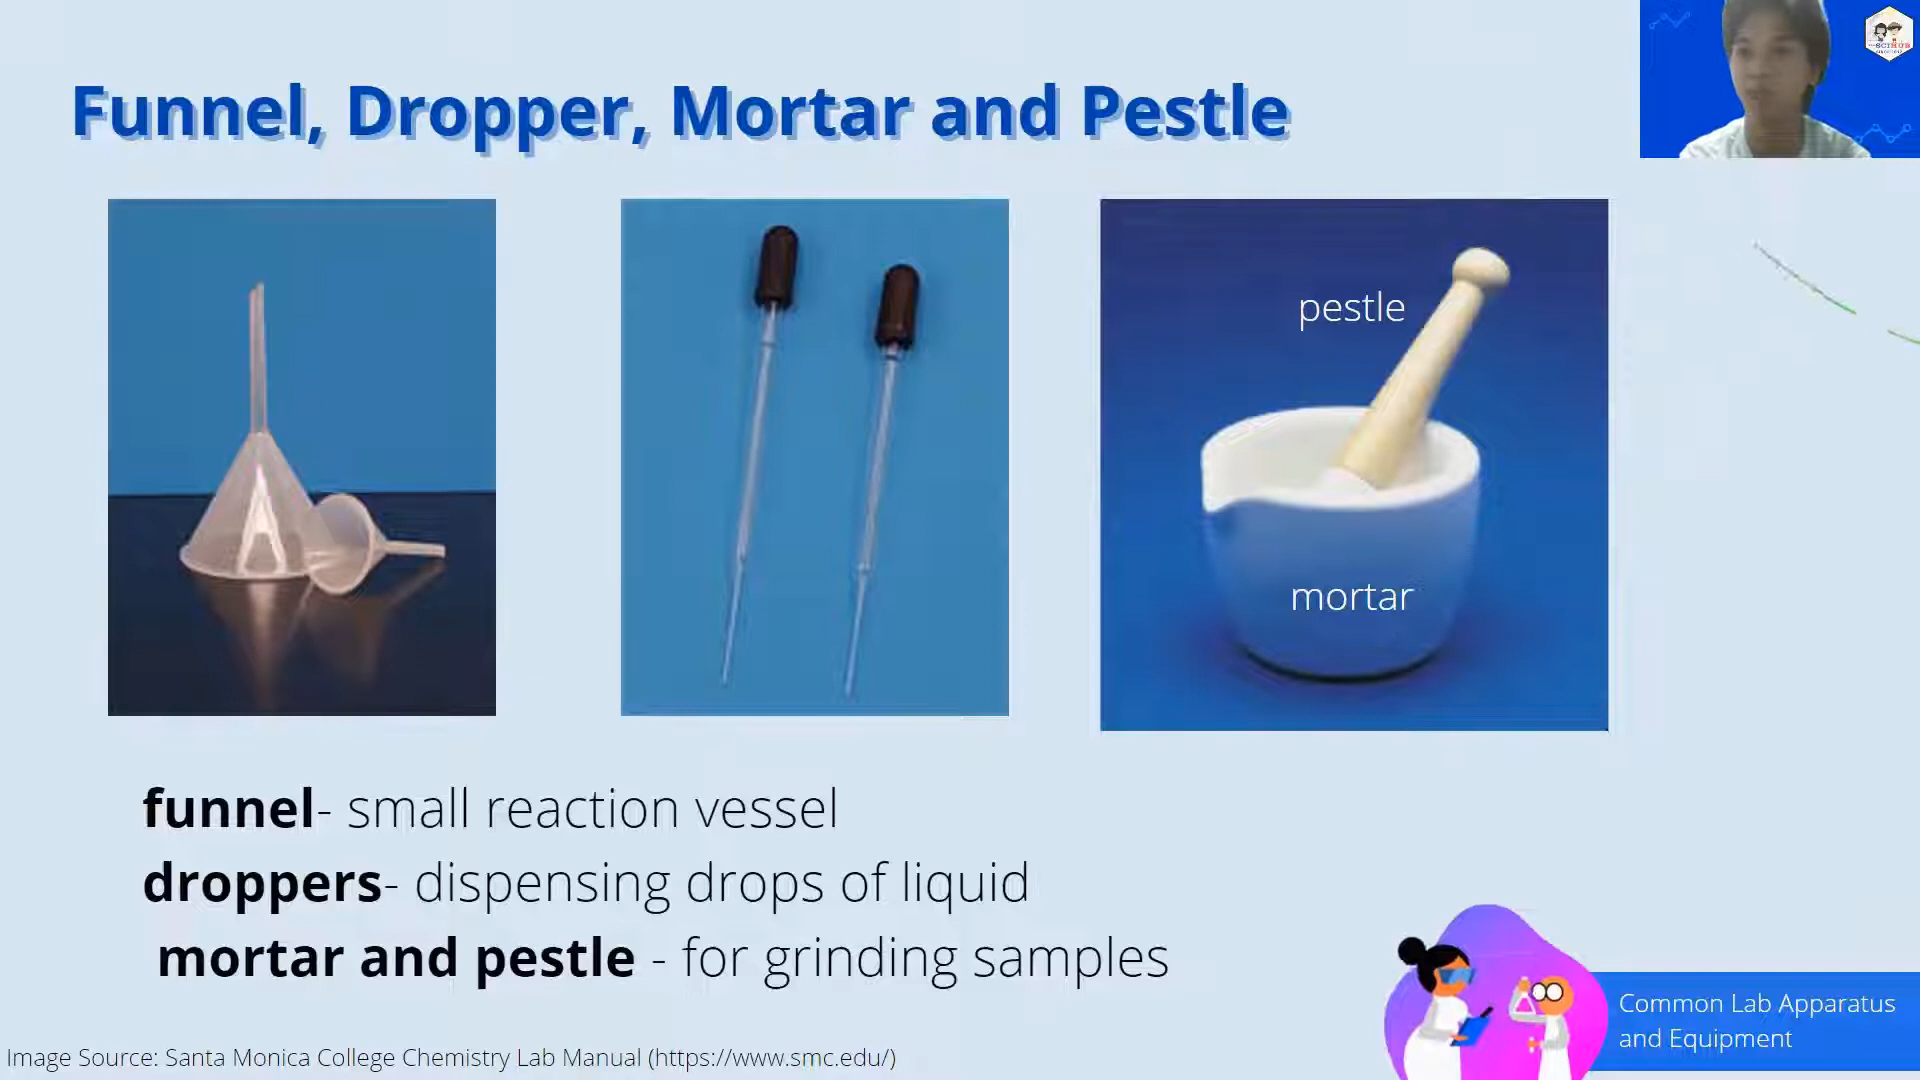 Funnel, Dropper, Mortar and Pestle
pestle
mortar
funnel- small reaction vessel
droppers- dispensing drops of liquid
mortar and pestle - for grinding samples
Common Lab Apparatus
and Equipment
Image Source: Santa Monica College Chemistry Lab Manual (https://www.smc.edu/)